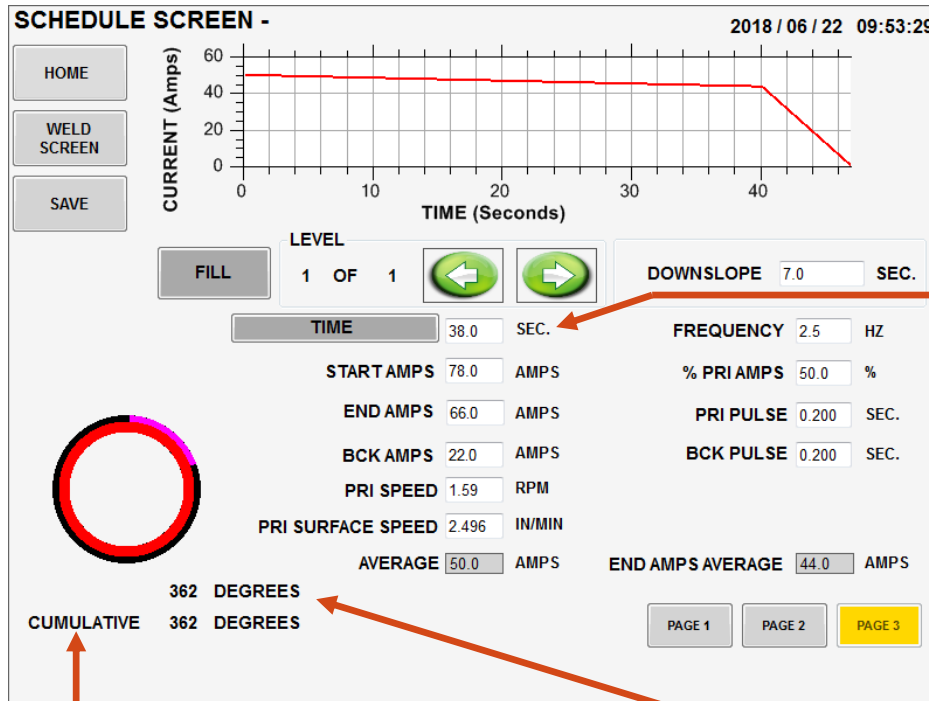 SCHEDULE SCREEN -
2018 / 06 / 22 09:53:29
HOME
WELD
SCREEN
SAVE
CURRENT (Amps)
60
40
20
0
0 10 20 30 40
TIME (Seconds)
FILL
LEVEL
1 OF 1
DOWNSLOPE 7.0 SEC.
TIME 38.0 SEC.
FREQUENCY 2.5 HZ
START AMPS 78.0 AMPS
% PRI AMPS 50.0 %
END AMPS 66.0 AMPS
PRI PULSE 0.200 SEC.
BCK AMPS 22.0 AMPS
BCK PULSE 0.200 SEC.
PRI SPEED 1.59 RPM
PRI SURFACE SPEED 2.496 IN/MIN
AVERAGE 50.0 AMPS
END AMPS AVERAGE 44.0 AMPS
362 DEGREES
CUMULATIVE 362 DEGREES
PAGE 1 PAGE 2 PAGE 3